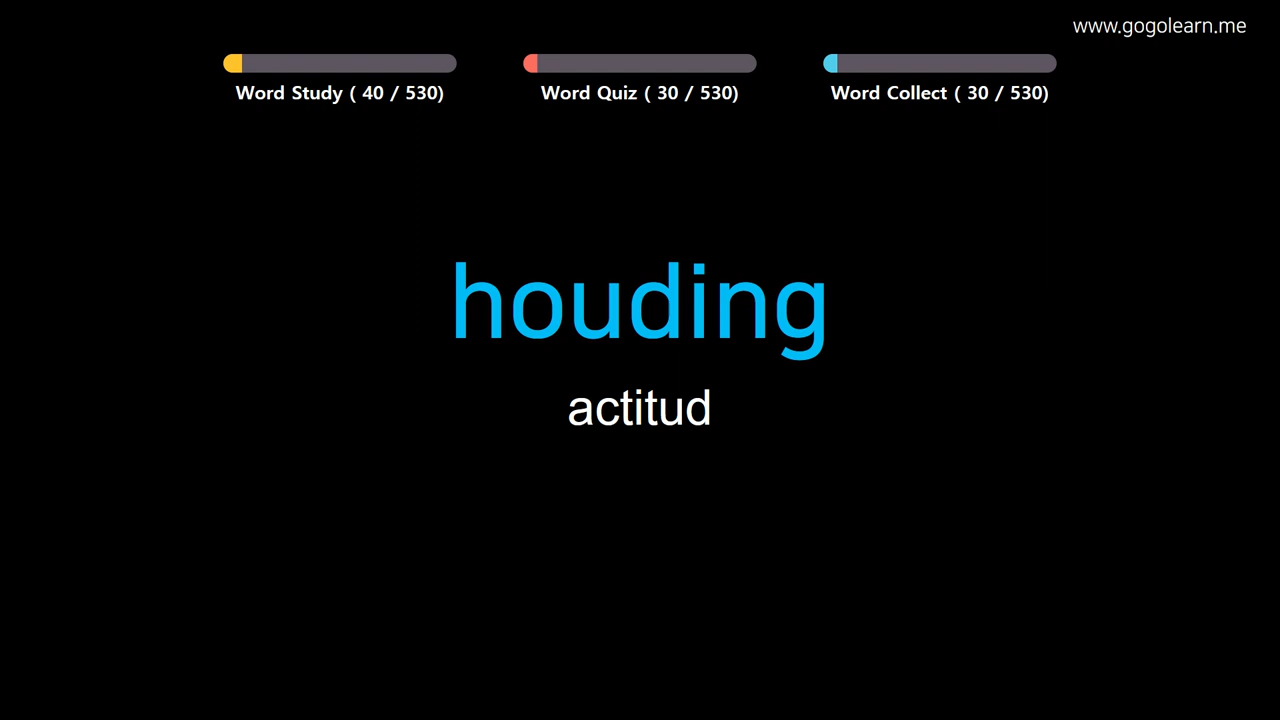 www.gogolearn.me
Word Study ( 40 / 530)
Word Quiz ( 30 / 530)
Word Collect ( 30 / 530)
houding
actitud